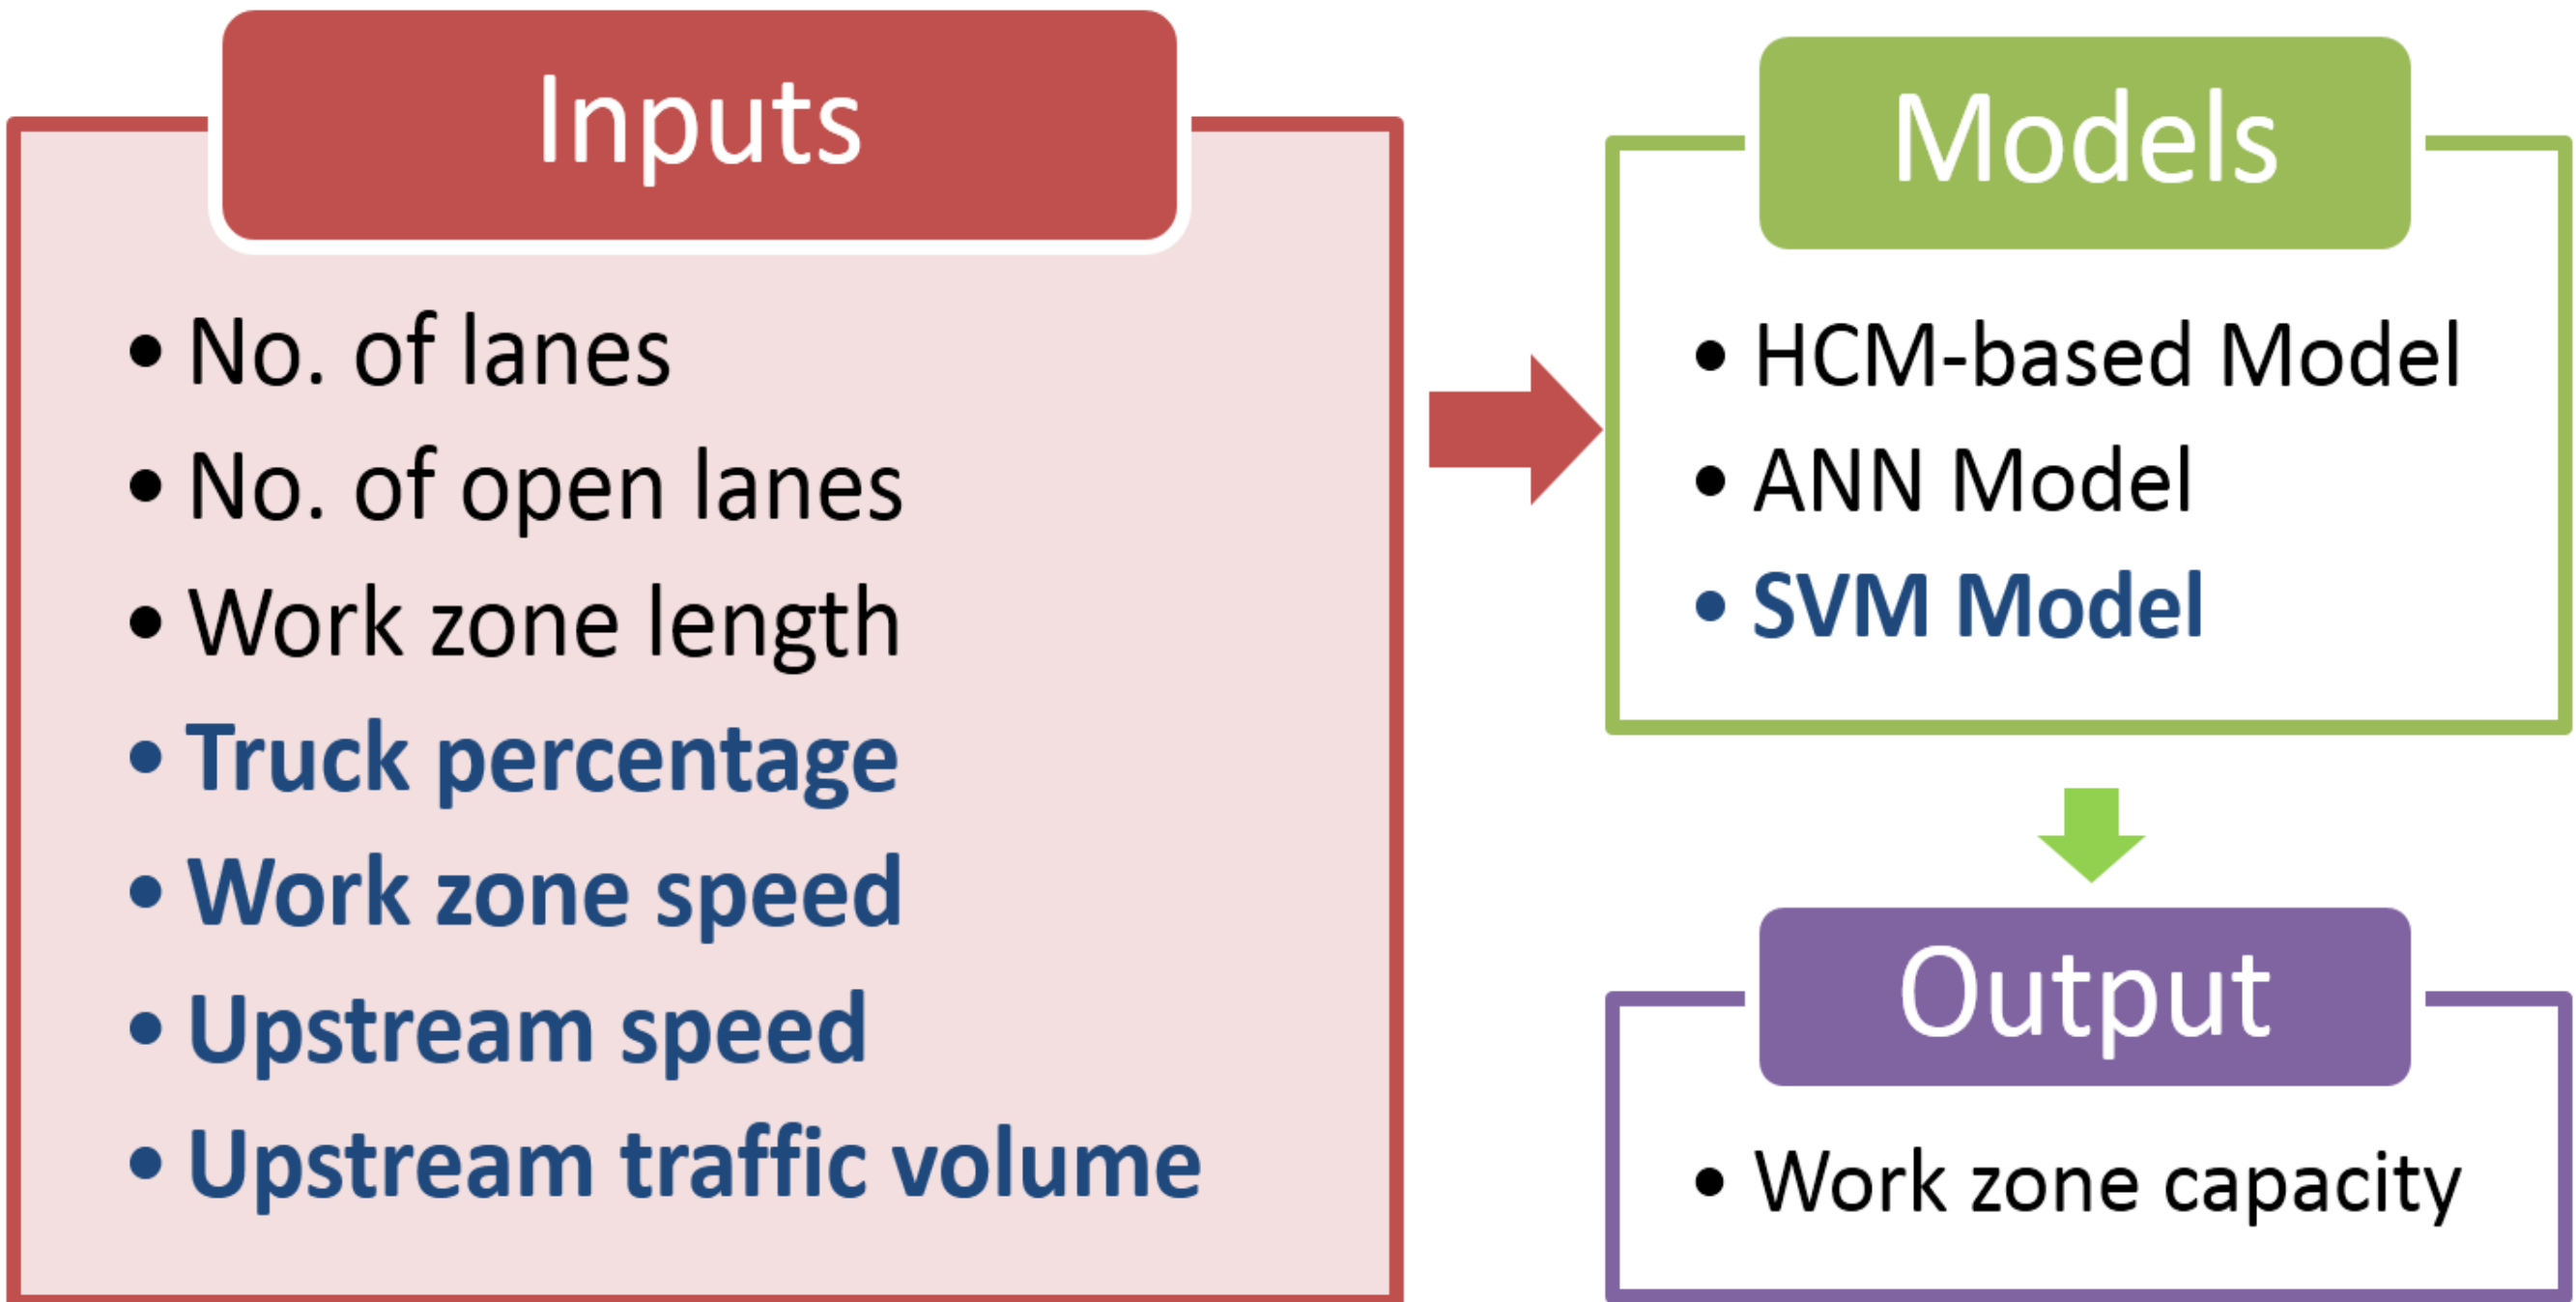 Inputs
• No. of lanes
• No. of open lanes
• Work zone length
• Truck percentage
• Work zone speed
• Upstream speed
• Upstream traffic volume
Models
• HCM-based Model
• ANN Model
• SVM Model
Output
• Work zone capacity